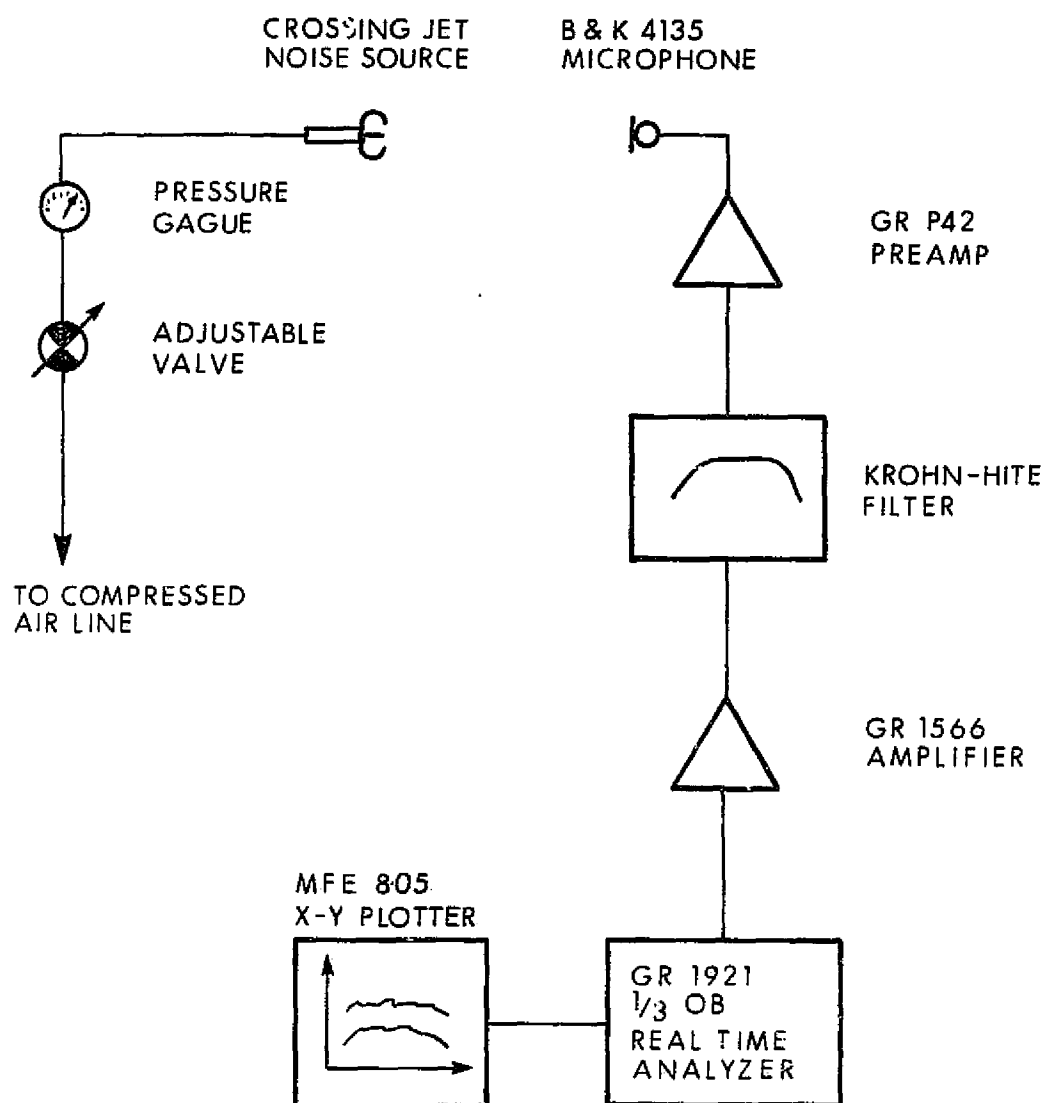 CROSSING JET
NOISE SOURCE
B & K 4135
MICROPHONE
PRESSURE
GAGUE
GR P42
PREAMP
ADJUSTABLE
VALVE
KROHN-HITE
FILTER
TO COMPRESSED
AIR LINE
GR 1566
AMPLIFIER
MFE 805
X-Y PLOTTER
GR 1921
1/3 OB
REAL TIME
ANALYZER